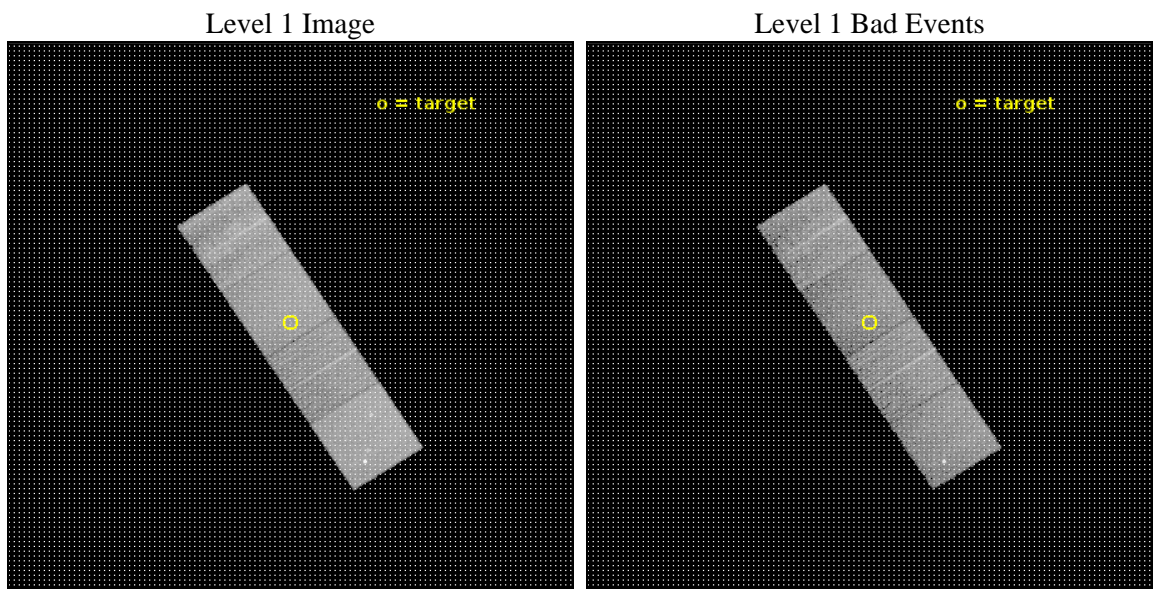 Level 1 Image
Level 1 Bad Events
o = target
o = target